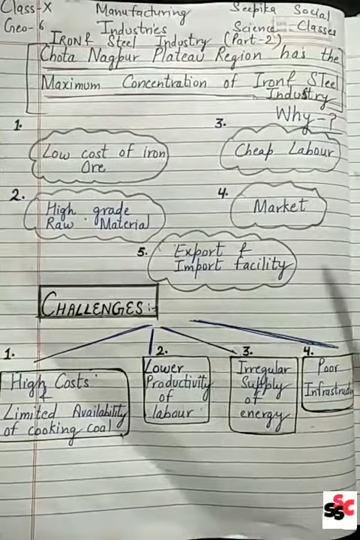 Class-X Manufacturing Seepika Social
Geo-6 Industries Science Classes
Iron & Steel Industry (Part-2)
Chota Nagpur Plateau Region has the
Maximum Concentration of Iron & Steel
Industry
Why-?
1.
Low cost of iron
Ore
3.
Cheap Labour
2.
High grade
Raw Materia
4.
Market
5.
Export &
Import facility
CHALLENGES:-
1.
High Costs
&
Limited Availability
of cooking coal
2.
Lower
Productivity
of
labour
3.
Irregular
Supply
of
energy
4.
Poor
Infrastructu
SSC